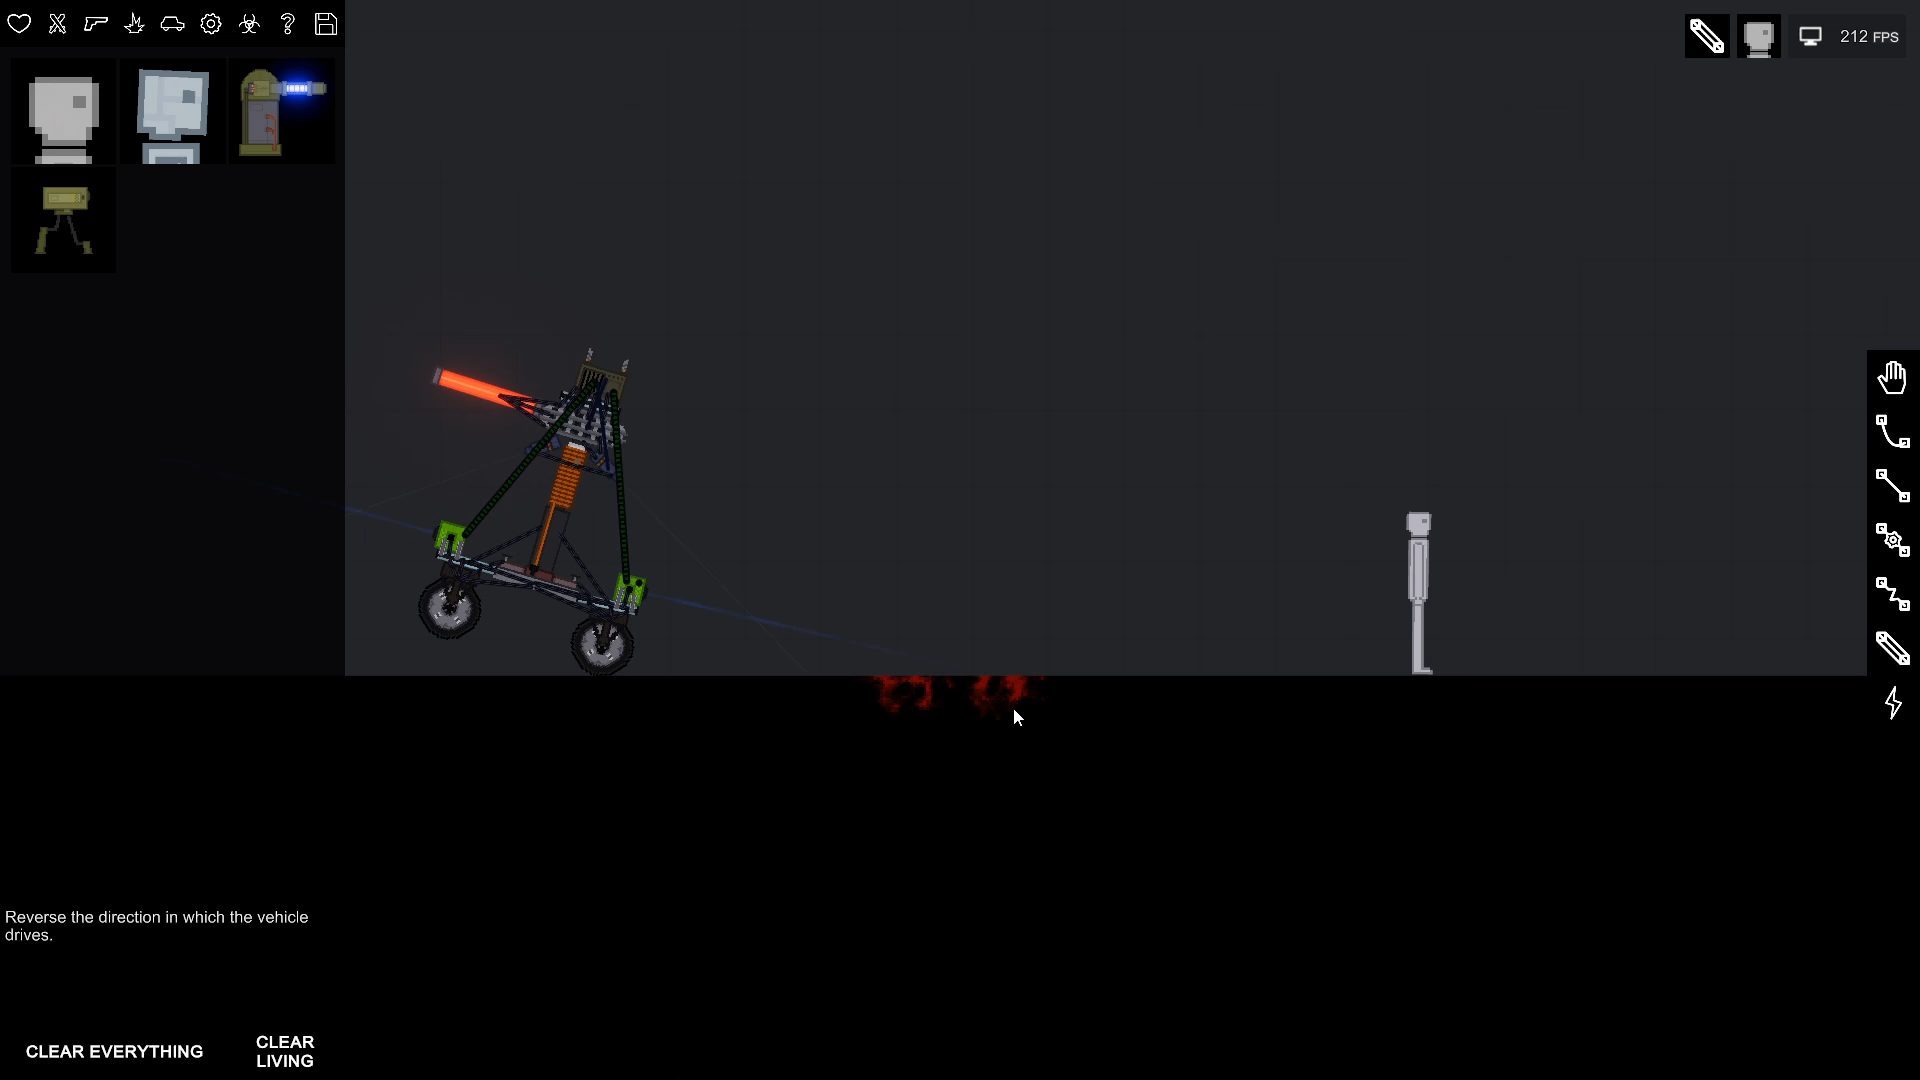 212 FPS
Reverse the direction in which the vehicle
drives.
CLEAR EVERYTHING
CLEAR
LIVING